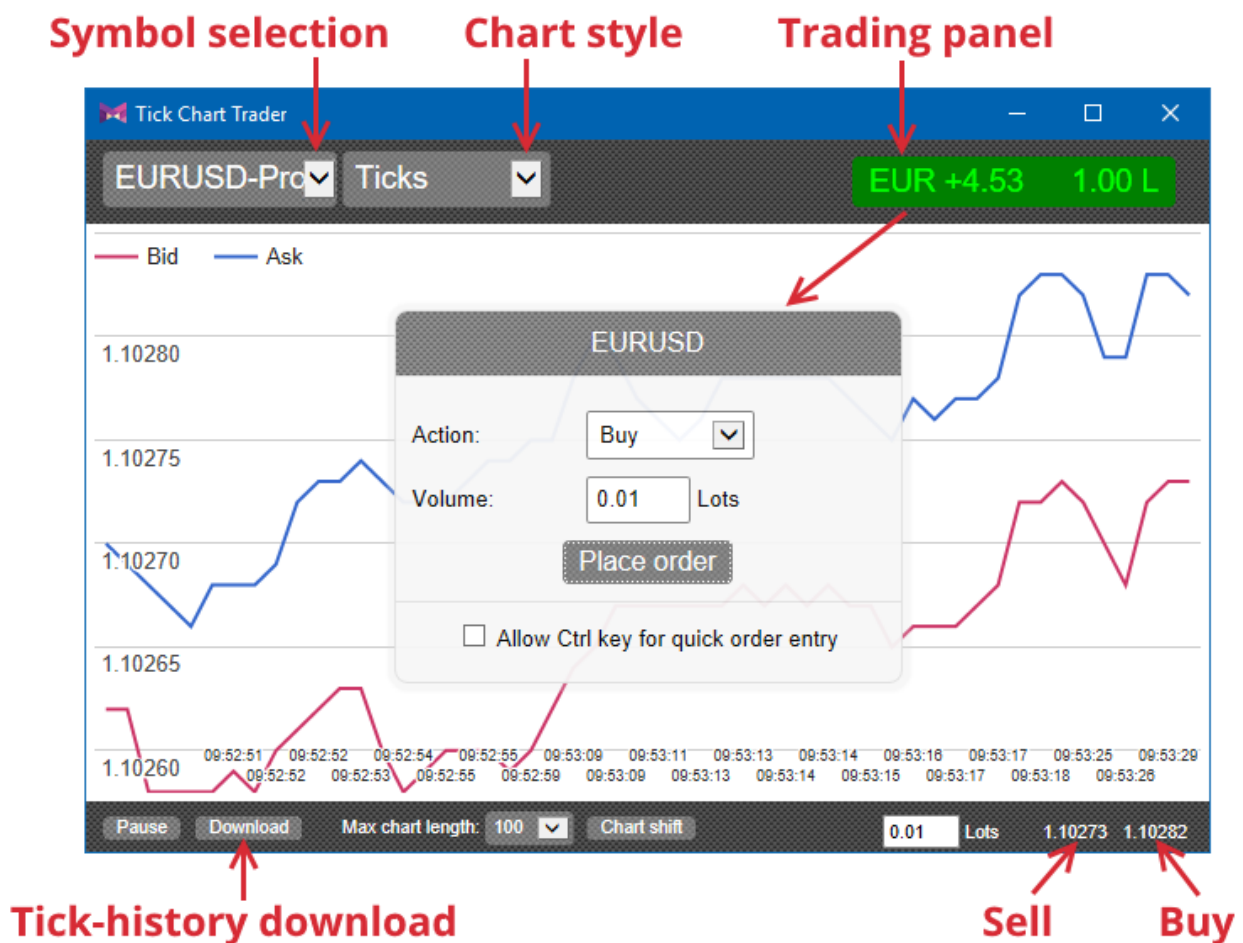 Symbol selection Chart style Trading panel
Tick Chart Trader
EURUSD-Pro Ticks EUR +4.53 1.00 L
Bid Ask
1.10280
EURUSD
Action: Buy
1.10275
Volume: 0.01 Lots
1.10270
Place order
Allow Ctrl key for quick order entry
1.10265
09:52:51 09:52:52 09:52:54 09:52:55 09:53:09 09:53:11 09:53:13 09:53:14 09:53:16 09:53:17 09:53:25 09:53:29
1.10260
09:52:52 09:52:53 09:52:55 09:52:59 09:53:09 09:53:13 09:53:14 09:53:15 09:53:17 09:53:18 09:53:26
Pause Download Max chart length: 100 Chart shift 0.01 Lots 1.10273 1.10282
Tick-history download Sell Buy